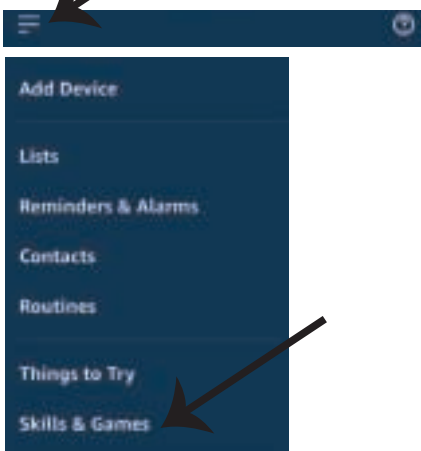 Add Device
Lists
Reminders & Alarms
Contacts
Routines
Things to Try
Skills & Games